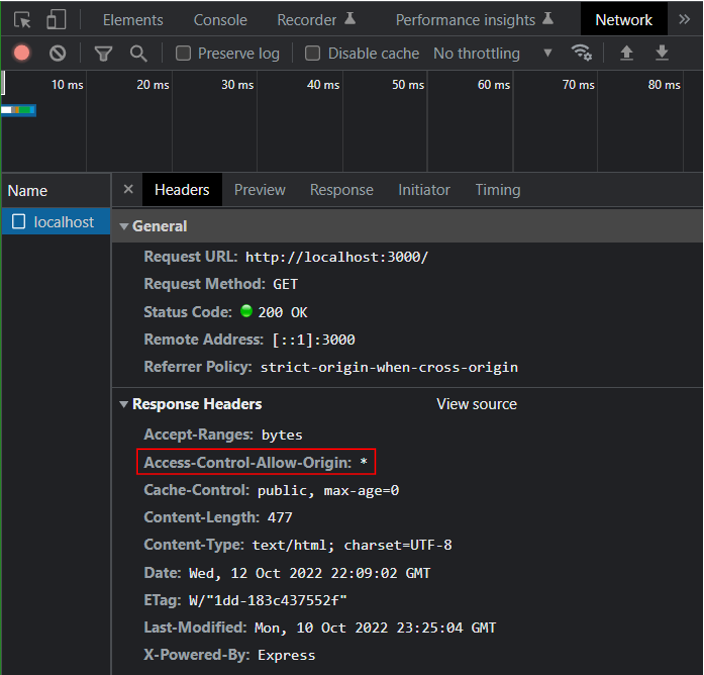 Elements Console Recorder Performance insights Network »
Preserve log Disable cache No throttling
10 ms 20 ms 30 ms 40 ms 50 ms 60 ms 70 ms 80 ms
Name × Headers Preview Response Initiator Timing
localhost
General
Request URL: http://localhost:3000/
Request Method: GET
Status Code: 200 OK
Remote Address: [::1]:3000
Referrer Policy: strict-origin-when-cross-origin
Response Headers View source
Accept-Ranges: bytes
Access-Control-Allow-Origin: *
Cache-Control: public, max-age=0
Content-Length: 477
Content-Type: text/html; charset=UTF-8
Date: Wed, 12 Oct 2022 22:09:02 GMT
ETag: W/"1dd-183c437552f"
Last-Modified: Mon, 10 Oct 2022 23:25:04 GMT
X-Powered-By: Express